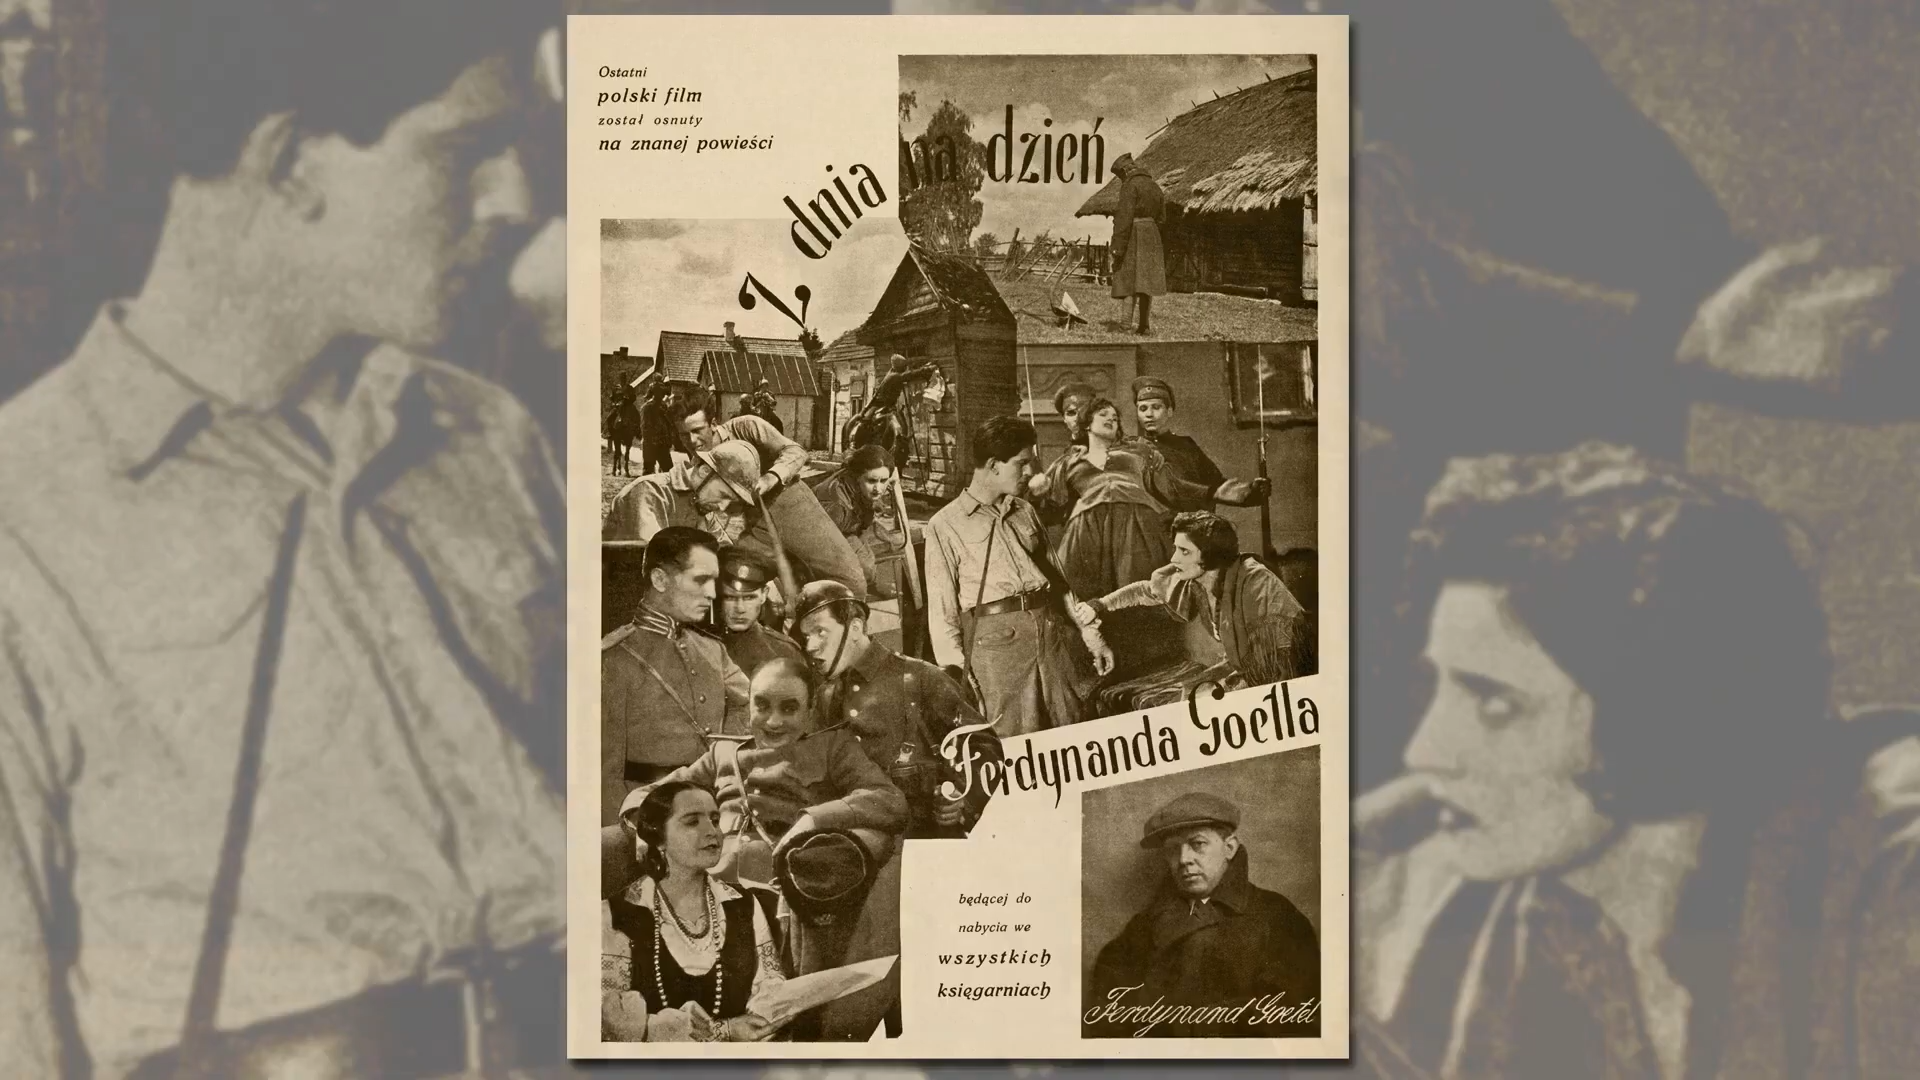 Ostatni
polski film
został osnuty
na znanej powieści
Z dnia na dzień
Ferdynanda Goetla
będącej do
nabycia we
wszystkich
księgarniach
Ferdynand Goetel